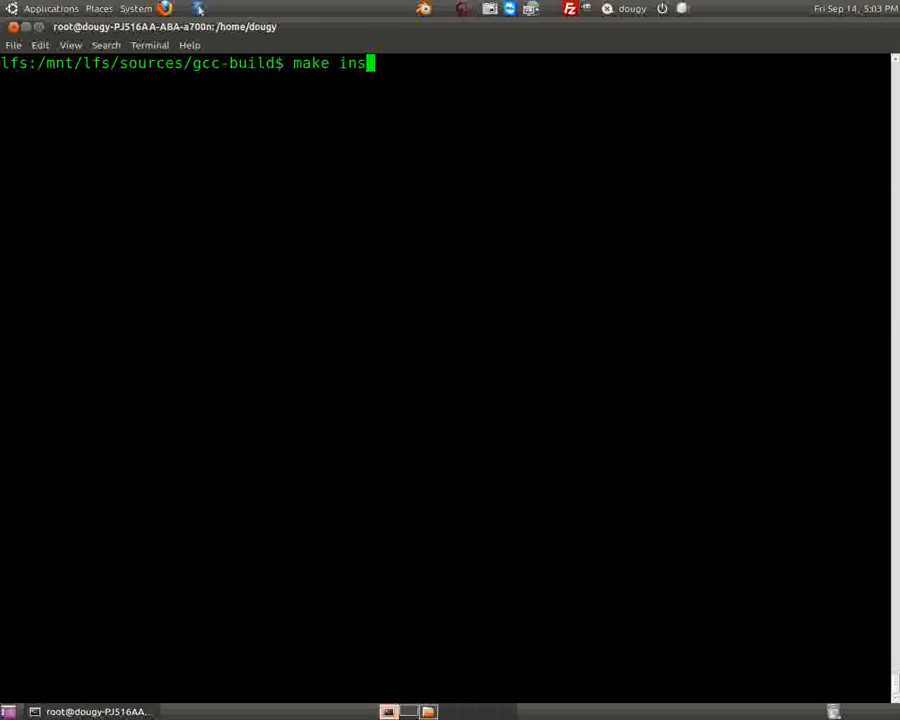 Applications Places System dougy Fri Sep 14, 5:03 PM
root@dougy-PJ516AA-ABA-a700n: /home/dougy
File Edit View Search Terminal Help
lfs:/mnt/lfs/sources/gcc-build$ make ins
root@dougy-PJ516AA...